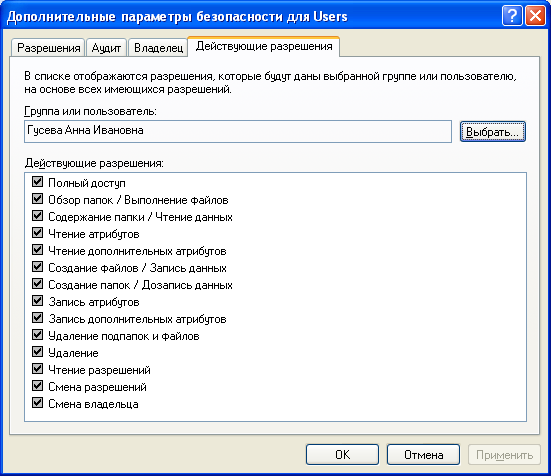 Дополнительные параметры безопасности для Users
Разрешения Аудит Владелец Действующие разрешения
В списке отображаются разрешения, которые будут даны выбранной группе или пользователю,
на основе всех имеющихся разрешений.
Группа или пользователь:
Гусева Анна Ивановна
Выбрать...
Действующие разрешения:
Полный доступ
Обзор папок / Выполнение файлов
Содержание папки / Чтение данных
Чтение атрибутов
Чтение дополнительных атрибутов
Создание файлов / Запись данных
Создание папок / Дозапись данных
Запись атрибутов
Запись дополнительных атрибутов
Удаление подпапок и файлов
Удаление
Чтение разрешений
Смена разрешений
Смена владельца
OK Отмена Применить